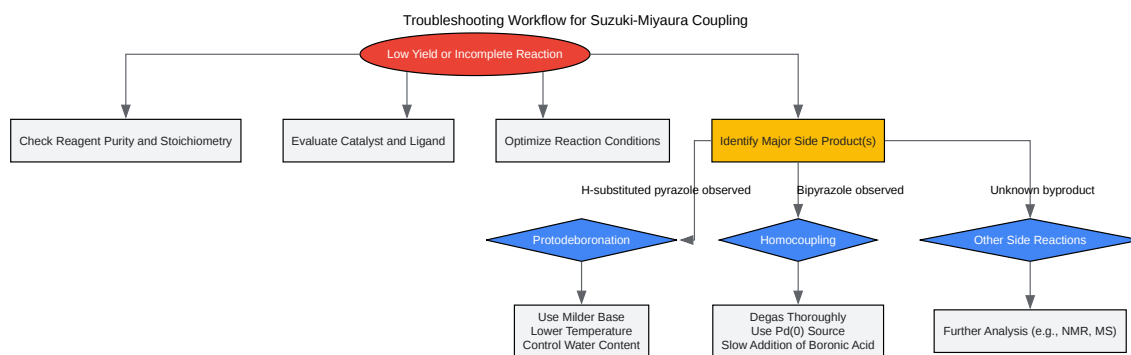 Troubleshooting Workflow for Suzuki-Miyaura Coupling
Low Yield or Incomplete Reaction
Check Reagent Purity and Stoichiometry
Evaluate Catalyst and Ligand
Optimize Reaction Conditions
Identify Major Side Product(s)
H-substituted pyrazole observed
Bipyrazole observed
Unknown byproduct
Protodeboronation
Homocoupling
Other Side Reactions
Use Milder Base
Lower Temperature
Control Water Content
Degas Thoroughly
Use Pd(0) Source
Slow Addition of Boronic Acid
Further Analysis (e.g., NMR, MS)